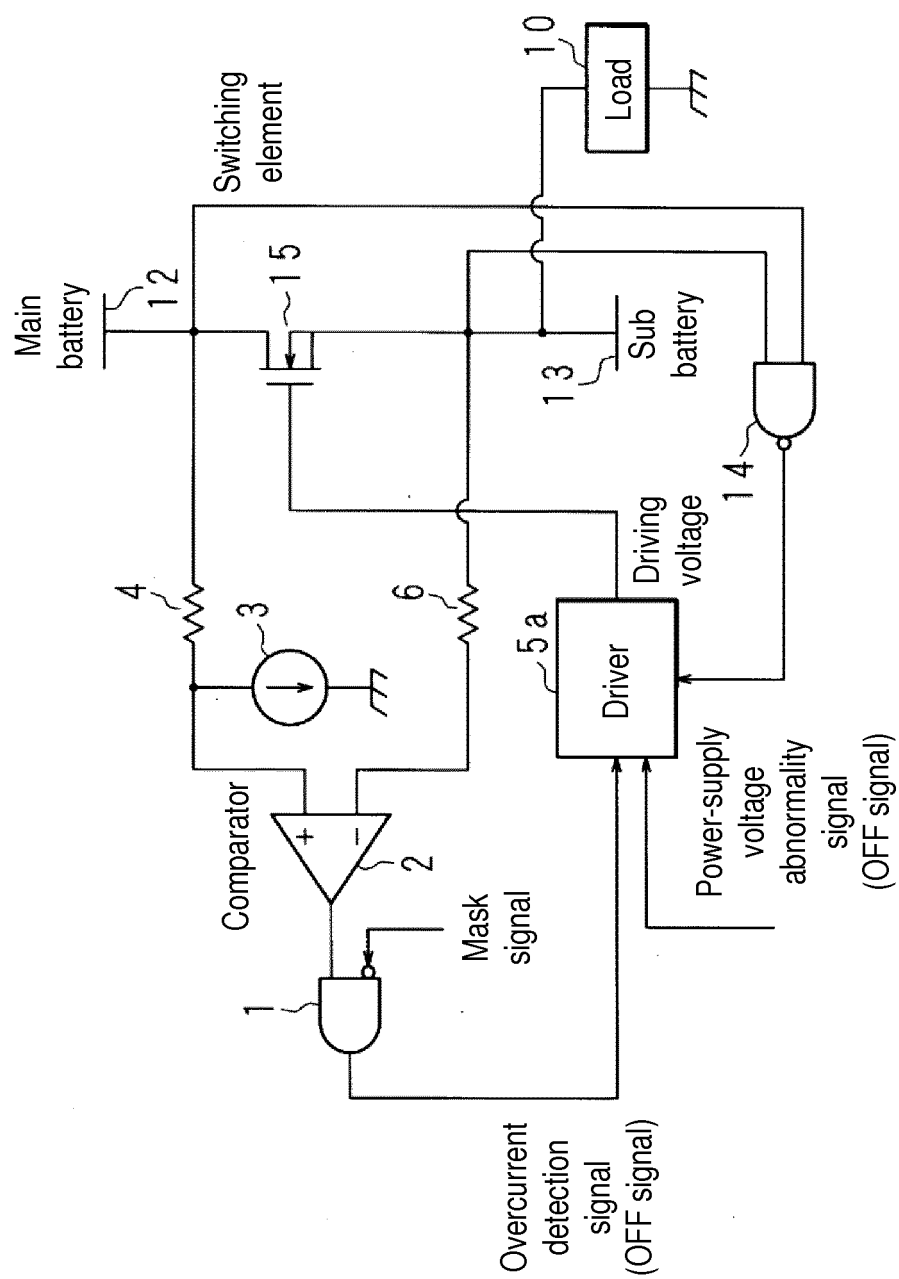 Main
battery
12
Switching
element
15
10
Load
Sub
battery
13
14
4
3
6
Driving
voltage
5a
Driver
Comparator
+
−
2
1
Mask
signal
Power-supply
voltage
abnormality
signal
(OFF signal)
Overcurrent
detection
signal
(OFF signal)